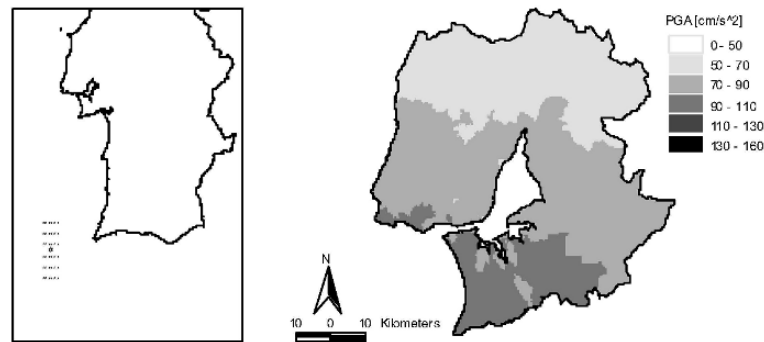 PGA [cm/s^2]
0 - 50
50 - 70
70 - 90
90 - 110
110 - 130
130 - 160
N
10 0 10 Kilometers